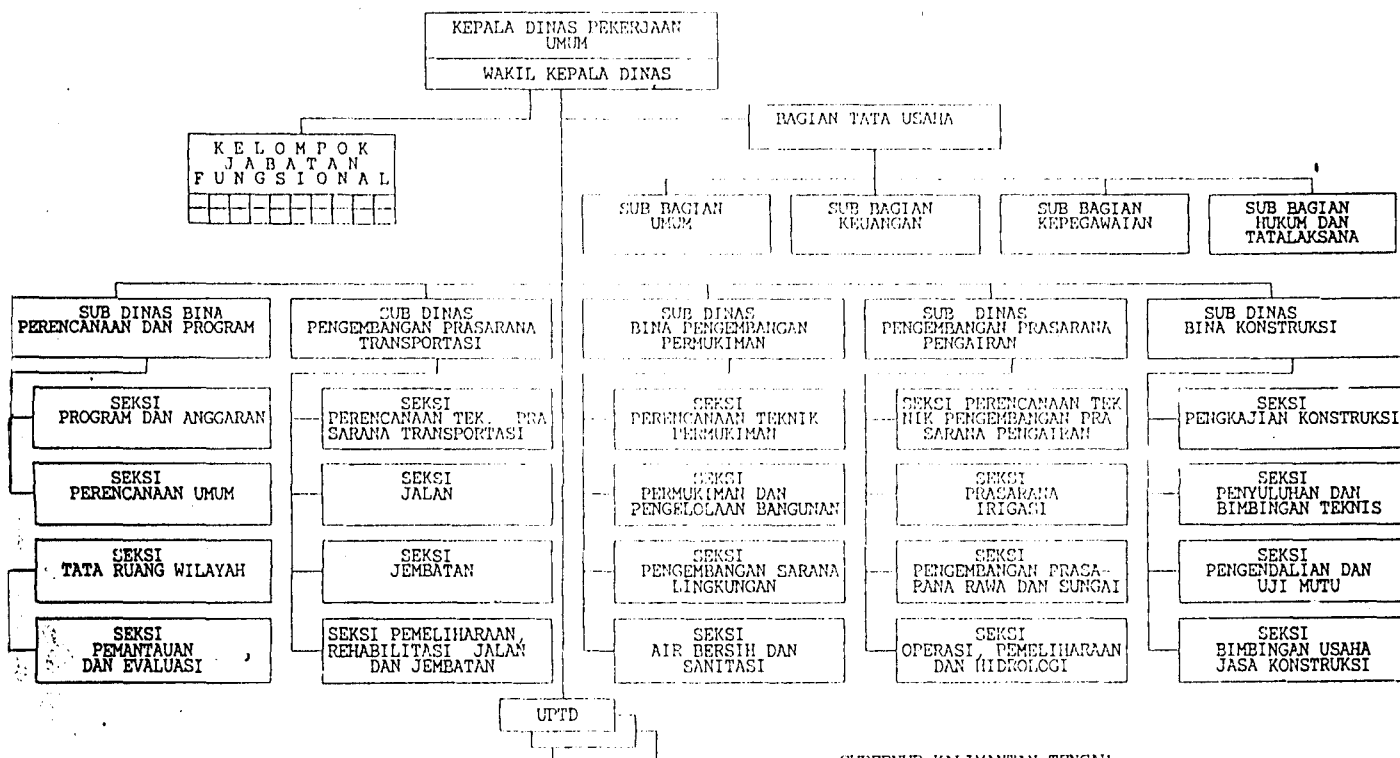 KEPALA DINAS PEKERJAAN
UMUM
WAKIL KEPALA DINAS
BAGIAN TATA USAHA
K E L O M P O K
J A B A T A N
F U N G S I O N A L
SUB BAGIAN
UMUM
SUB BAGIAN
KEUANGAN
SUB BAGIAN
KEPEGAWAIAN
SUB BAGIAN
HUKUM DAN
TATALAKSANA
SUB DINAS BINA
PERENCANAAN DAN PROGRAM
SUB DINAS
PENGEMBANGAN PRASARANA
TRANSPORTASI
SUB DINAS
BINA PENGEMBANGAN
PERMUKIMAN
SUB DINAS
PENGEMBANGAN PRASARANA
PENGAIRAN
SUB DINAS
BINA KONSTRUKSI
SEKSI
PROGRAM DAN ANGGARAN
SEKSI
PERENCANAAN TEK. PRA
SARANA TRANSPORTASI
SEKSI
PERENCANAAN TEKNIK
PERMUKIMAN
SEKSI PERENCANAAN TEK
NIK PENGEMBANGAN PRA
SARANA PENGAIRAN
SEKSI
PENGKAJIAN KONSTRUKSI
SEKSI
PERENCANAAN UMUM
SEKSI
JALAN
SEKSI
PERMUKIMAN DAN
PENGELOLAAN BANGUNAN
SEKSI
PRASARANA
IRIGASI
SEKSI
PENYULUHAN DAN
BIMBINGAN TEKNIS
SEKSI
TATA RUANG WILAYAH
SEKSI
JEMBATAN
SEKSI
PENGEMBANGAN SARANA
LINGKUNGAN
SEKSI
PENGEMBANGAN PRASA-
RANA RAWA DAN SUNGAI
SEKSI
PENGENDALIAN DAN
UJI MUTU
SEKSI
PEMANTAUAN
DAN EVALUASI
SEKSI PEMELIHARAAN,
REHABILITASI JALAN
DAN JEMBATAN
SEKSI
AIR BERSIH DAN
SANITASI
SEKSI
OPERASI, PEMELIHARAAN
DAN HIDROLOGI
SEKSI
BIMBINGAN USAHA
JASA KONSTRUKSI
UPTD
GUBERNUR KALIMANTAN TENGAH